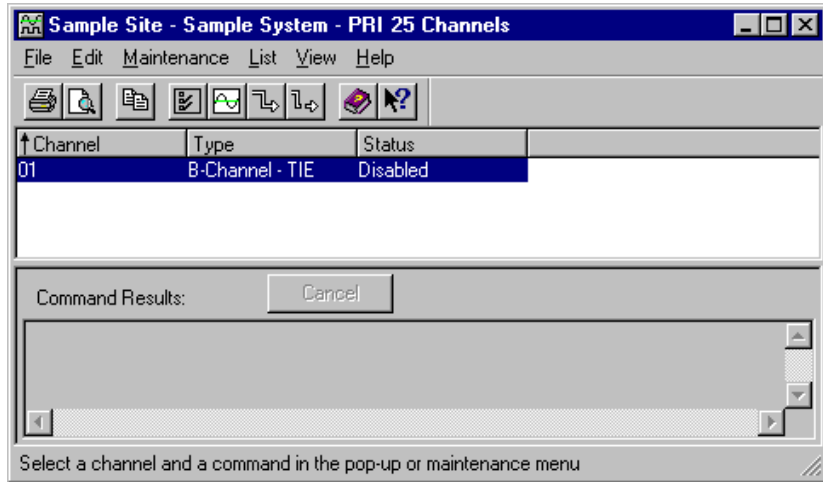 Sample Site - Sample System - PRI 25 Channels
File Edit Maintenance List View Help
Channel Type Status
01 B-Channel - TIE Disabled
Command Results: Cancel
Select a channel and a command in the pop-up or maintenance menu